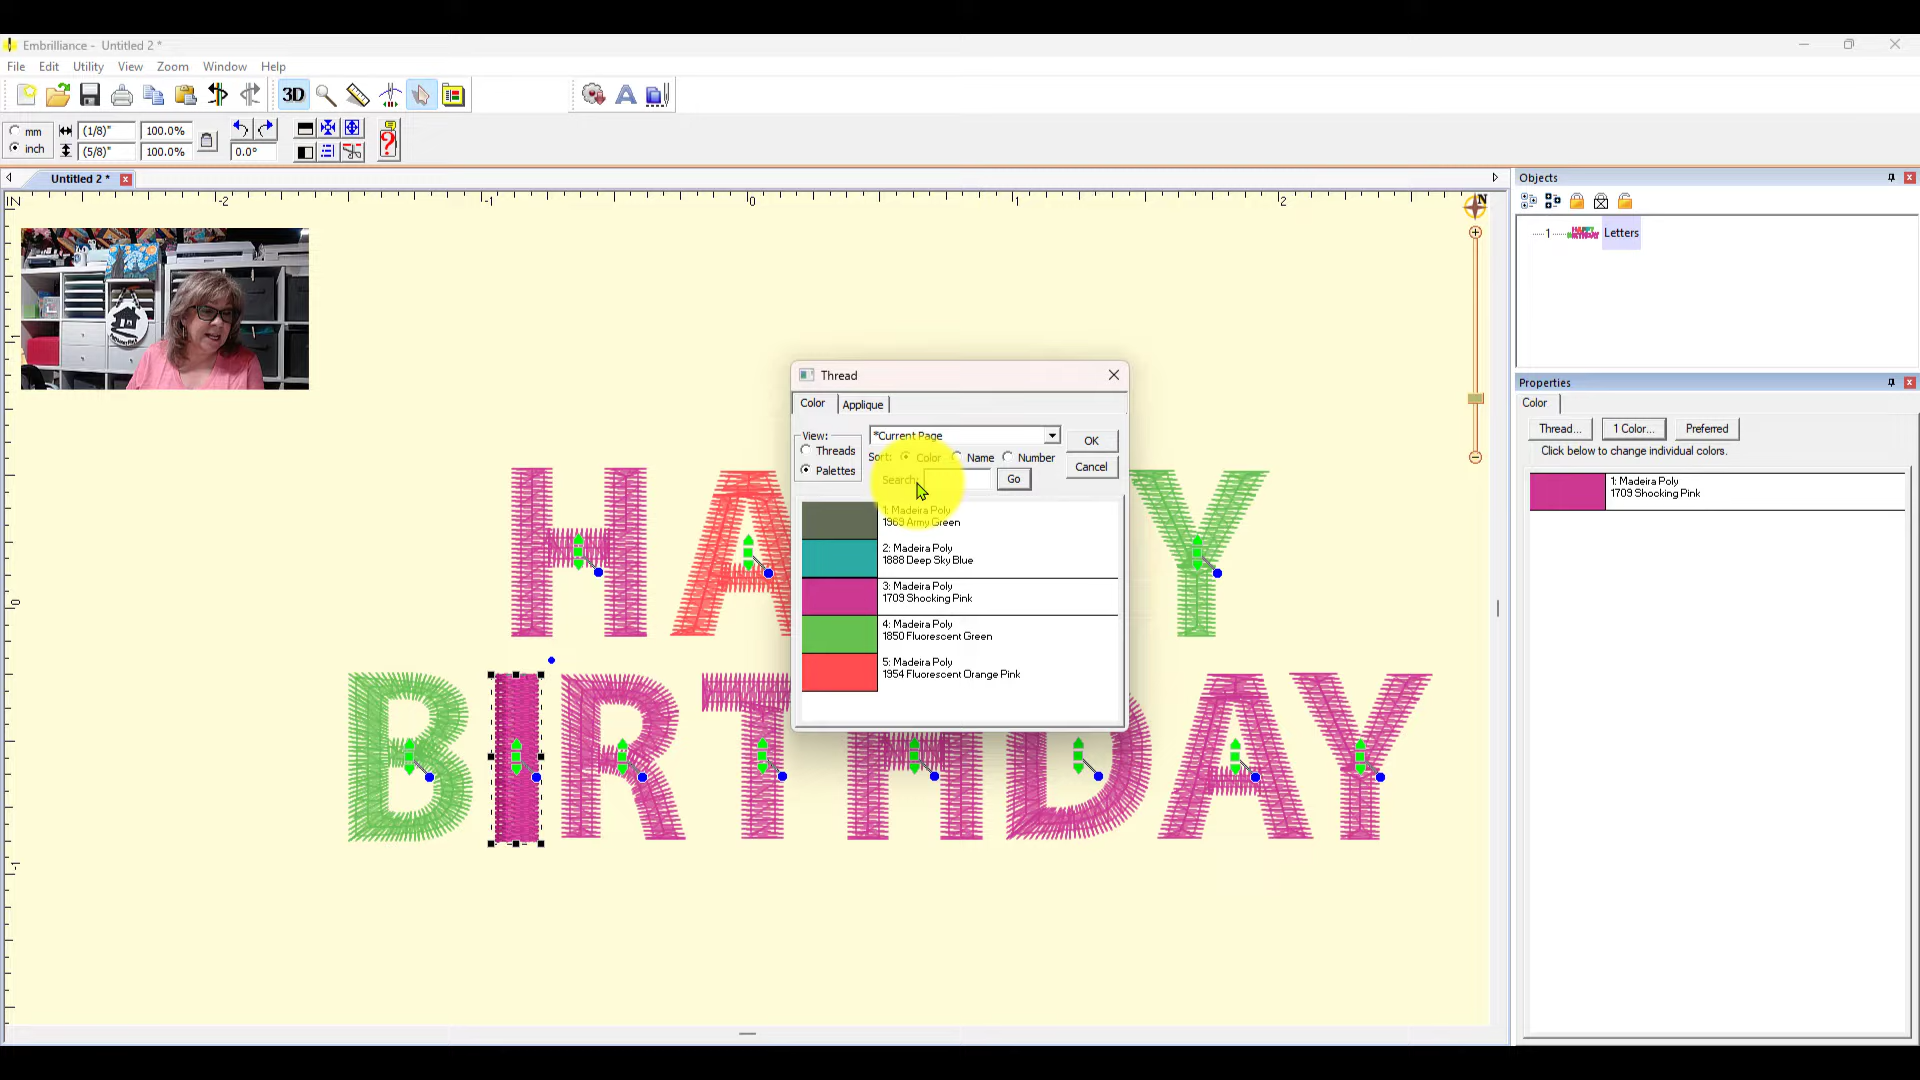 Embrilliance - Untitled 2 *
File Edit Utility View Zoom Window Help
3D
mm (1/8)" 100.0%
inch (5/8)" 100.0% 0.0°
Untitled 2 *
IN -2 -1 0 1 2 N
0
-1
HA Y
BIRTHDAY
Thread
Color Applique
View:
Threads
Palettes
*Current Page
Sort: Color Name Number
Search: Go
OK
Cancel
1: Madeira Poly
1969 Army Green
2: Madeira Poly
1888 Deep Sky Blue
3: Madeira Poly
1709 Shocking Pink
4: Madeira Poly
1850 Fluorescent Green
5: Madeira Poly
1954 Fluorescent Orange Pink
Objects
1 HAPPY BIRTHDAY Letters
Properties
Color
Thread... 1 Color... Preferred
Click below to change individual colors.
1: Madeira Poly
1709 Shocking Pink